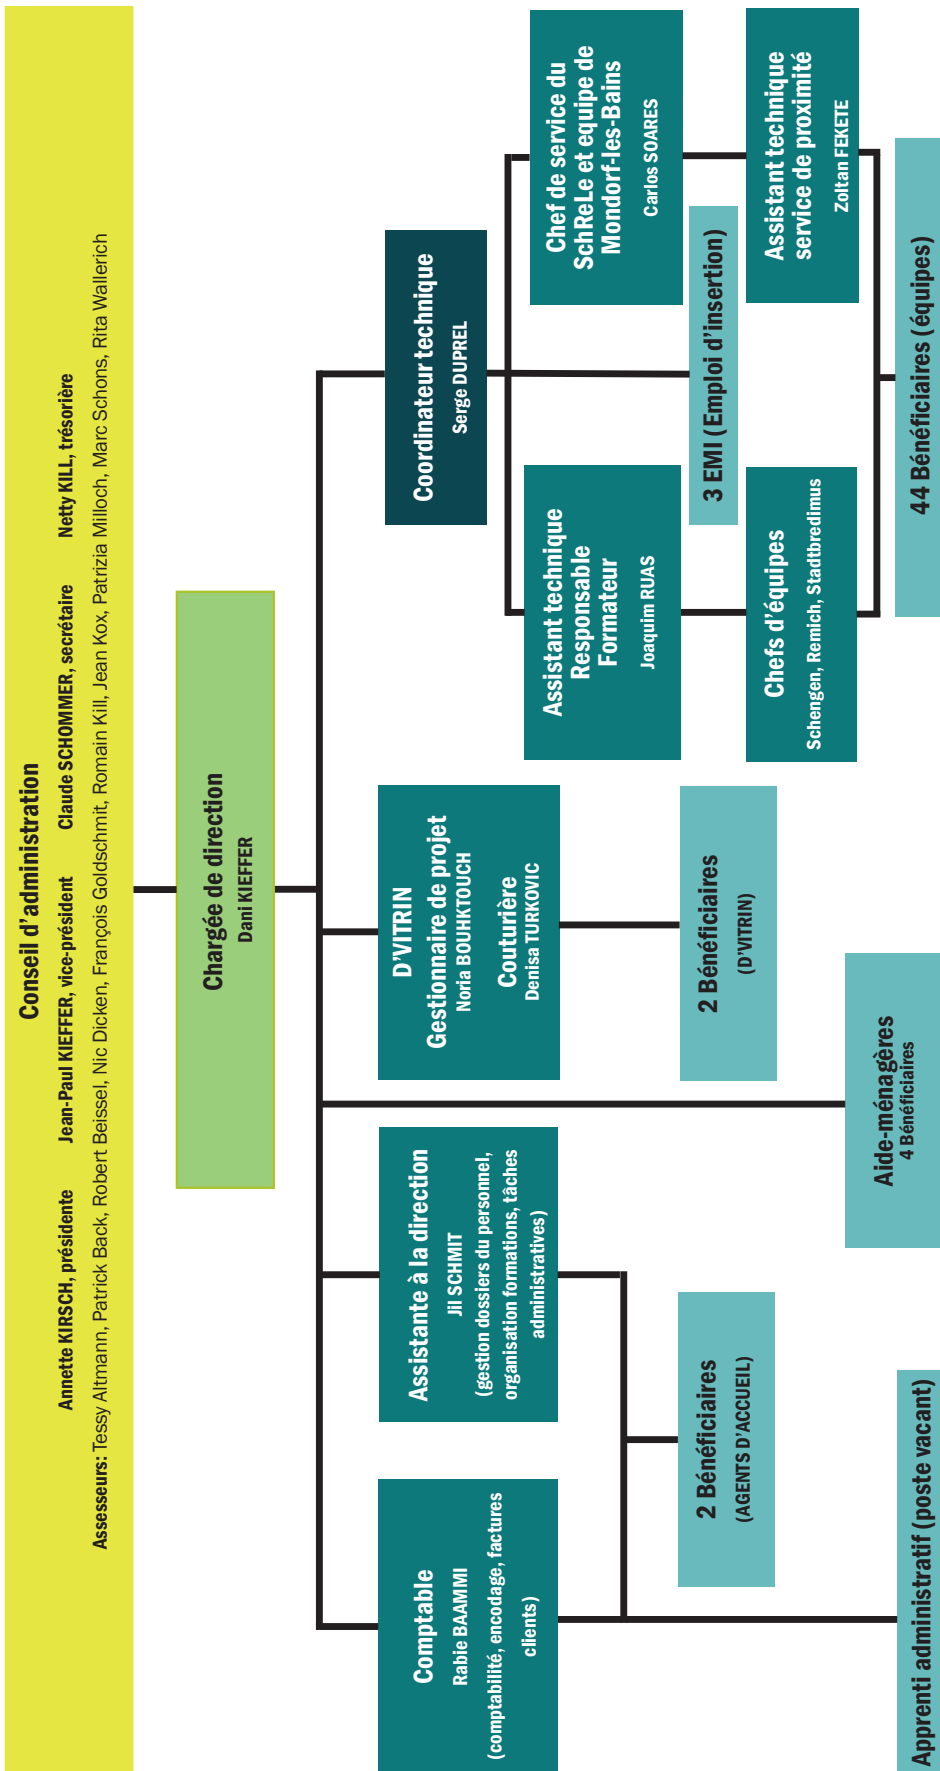 Conseil d'administration
Annette KIRSCH, présidente Jean-Paul KIEFFER, vice-président Claude SCHOMMER, secrétaire Netty KILL, trésorière
Assesseurs: Tessy Altmann, Patrick Back, Robert Beissel, Nic Dicken, François Goldschmit, Romain Kill, Jean Kox, Patrizia Milloch, Marc Schons, Rita Wallerich
Chargée de direction
Dani KIEFFER
Comptable
Rabie BAAMMI
(comptabilité, encodage, factures
clients)
Assistante à la direction
Jil SCHMIT
(gestion dossiers du personnel,
organisation formations, tâches
administratives)
D'VITRIN
Gestionnaire de projet
Noria BOUHKTOUCH
Couturière
Denisa TURKOVIC
Coordinateur technique
Serge DUPREL
Assistant technique
Responsable
Formateur
Joaquim RUAS
Chef de service du
SchReLe et equipe de
Mondorf-les-Bains
Carlos SOARES
2 Bénéficiaires
(AGENTS D'ACCUEIL)
2 Bénéficiaires
(D'VITRIN)
3 EMI (Emploi d'insertion)
Chefs d'équipes
Schengen, Remich, Stadtbredimus
Assistant technique
service de proximité
Zoltan FEKETE
Aide-ménagères
4 Bénéficiaires
Apprenti administratif (poste vacant)
44 Bénéficiaires (équipes)